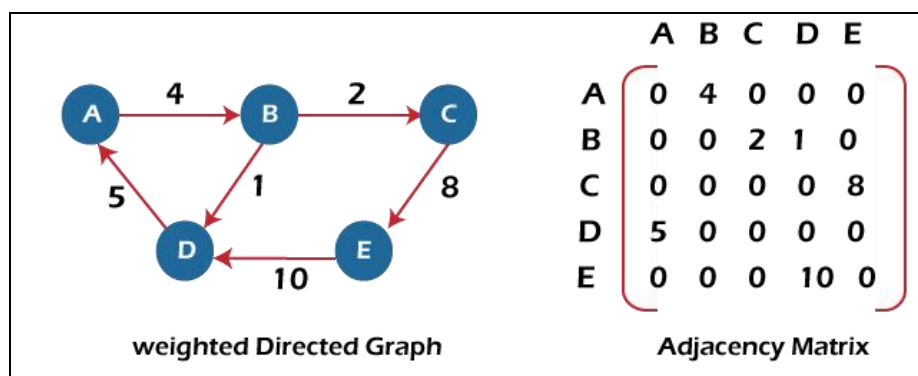 A B C D E
A 4 B 2 C
A 0 4 0 0 0
B 0 0 2 1 0
5 1 8
C 0 0 0 0 8
D E
D 5 0 0 0 0
10
E 0 0 0 10 0
weighted Directed Graph
Adjacency Matrix